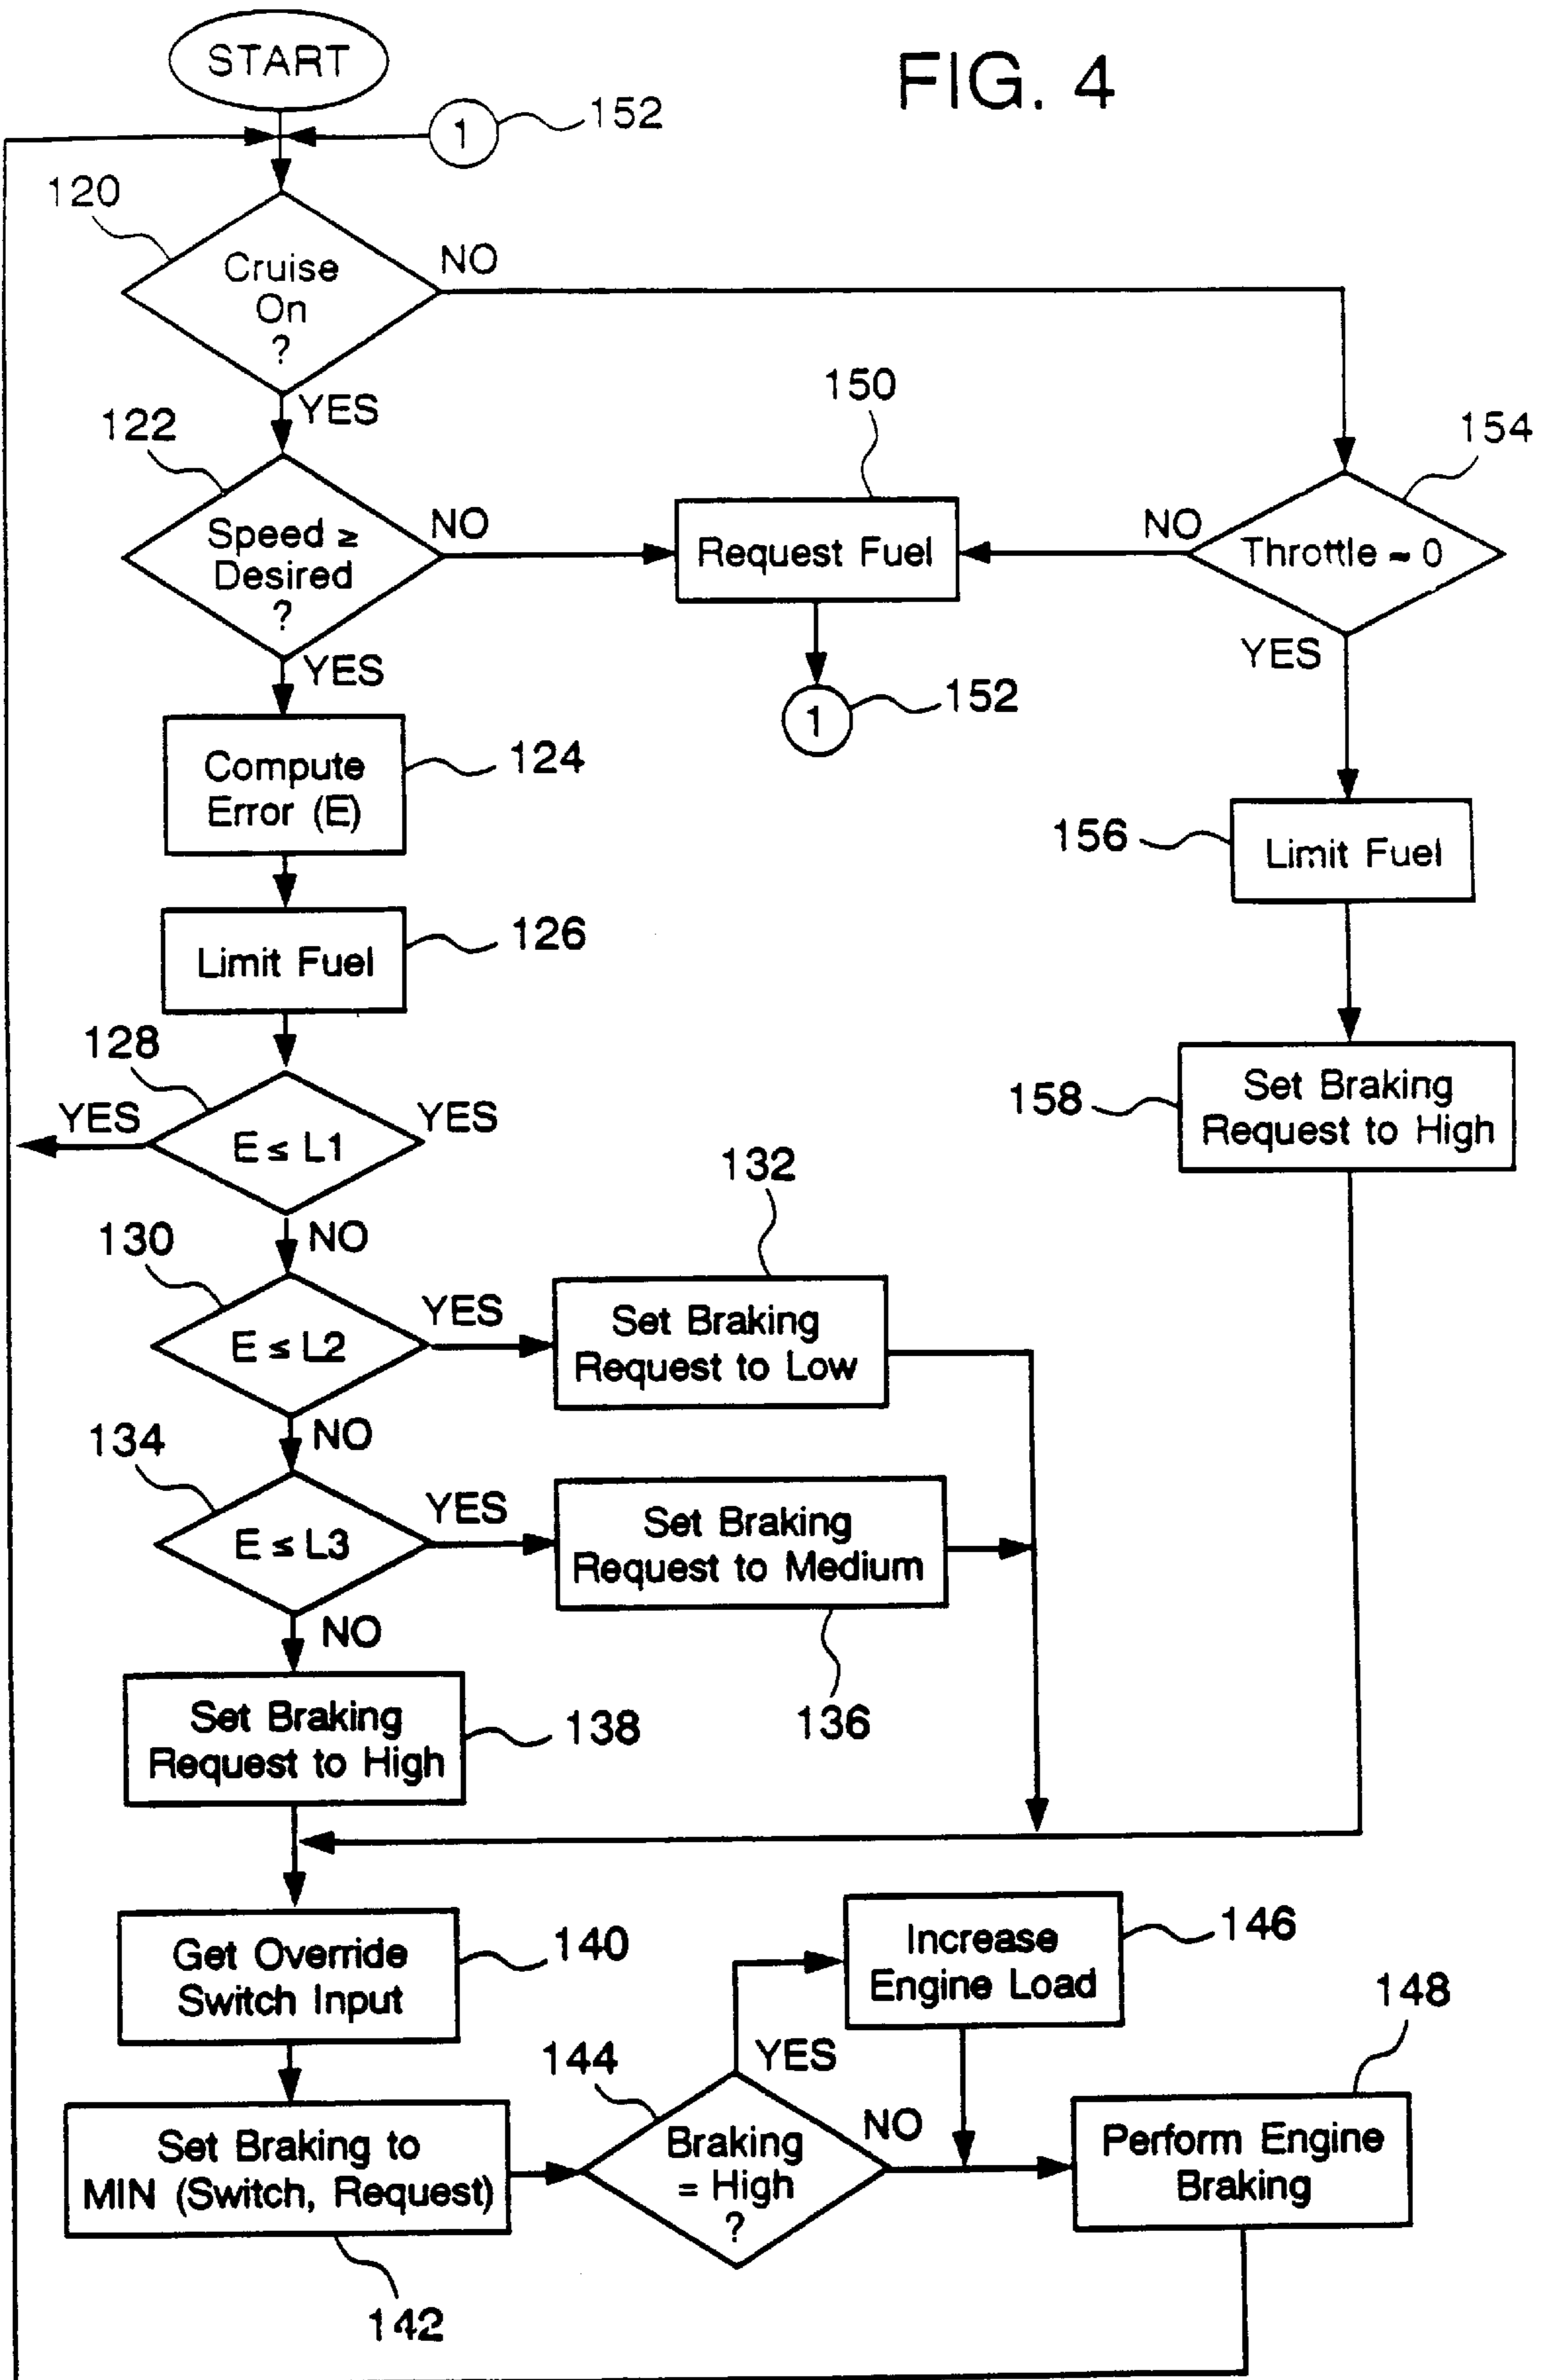 START
FIG. 4
1
152
120
Cruise
On
?
NO
YES
122
Speed ≥
Desired
?
NO
YES
150
Request Fuel
1
152
154
Throttle ~ 0
NO
YES
124
Compute
Error (E)
156
Limit Fuel
126
Limit Fuel
128
YES
E ≤ L1
YES
NO
158
Set Braking
Request to High
130
E ≤ L2
YES
NO
132
Set Braking
Request to Low
134
E ≤ L3
YES
NO
Set Braking
Request to Medium
136
Set Braking
Request to High
138
Get Override
Switch Input
140
Increase
Engine Load
146
Set Braking to
MIN (Switch, Request)
142
144
YES
Braking
= High
?
NO
148
Perform Engine
Braking